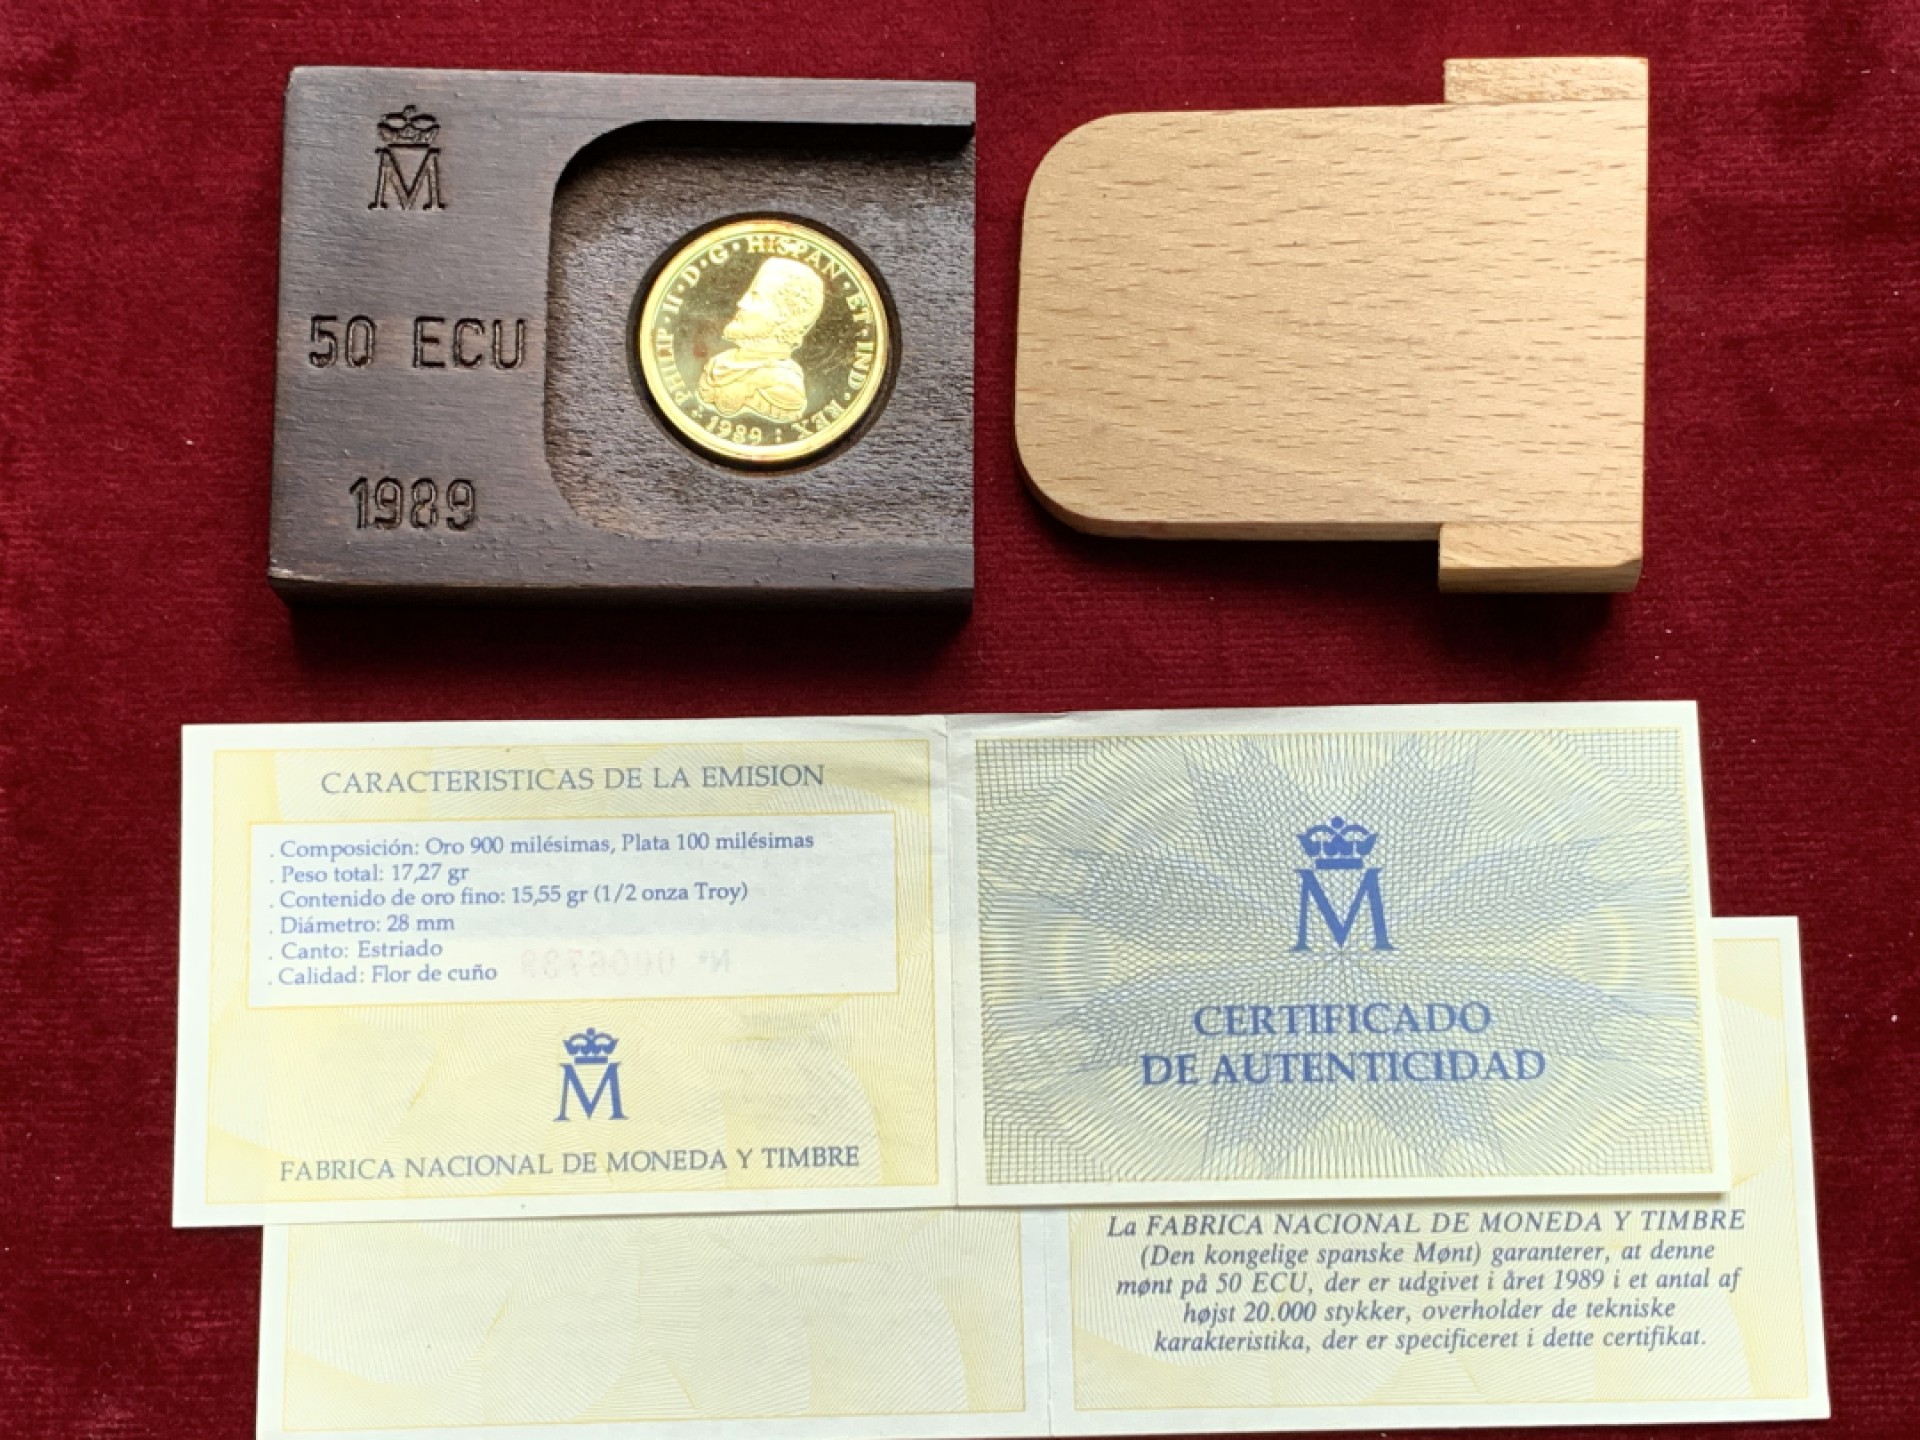 M
50 ECU
1989
: PHILIP · II · D · G · HISPAN · ET · IND · REX :
1989
CARACTERISTICAS DE LA EMISION
. Composición: Oro 900 milésimas, Plata 100 milésimas
. Peso total: 17,27 gr
. Contenido de oro fino: 15,55 gr (1/2 onza Troy)
. Diámetro: 28 mm
. Canto: Estriado
. Calidad: Flor de cuño
M
FABRICA NACIONAL DE MONEDA Y TIMBRE
M
CERTIFICADO
DE AUTENTICIDAD
La FABRICA NACIONAL DE MONEDA Y TIMBRE
(Den kongelige spanske Mønt) garanterer, at denne
mønt på 50 ECU, der er udgivet i året 1989 i et antal af
højst 20.000 stykker, overholder de tekniske
karakteristika, der er specificeret i dette certifikat.